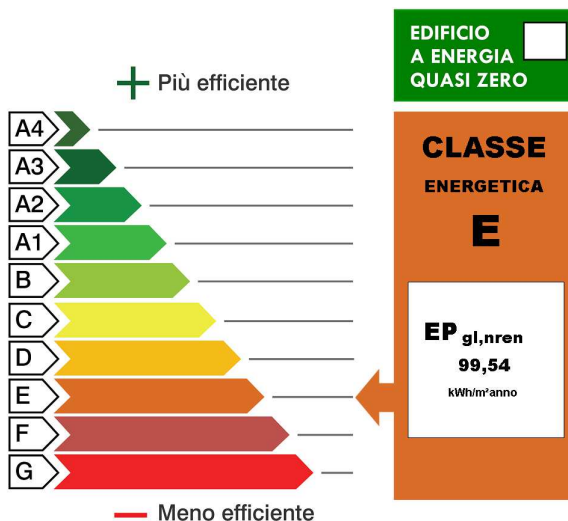 EDIFICIO
A ENERGIA
QUASI ZERO
+ Più efficiente
A4
A3
A2
A1
B
C
D
E
F
G
— Meno efficiente
CLASSE
ENERGETICA
E
EP gl,nren
99,54
kWh/m²anno